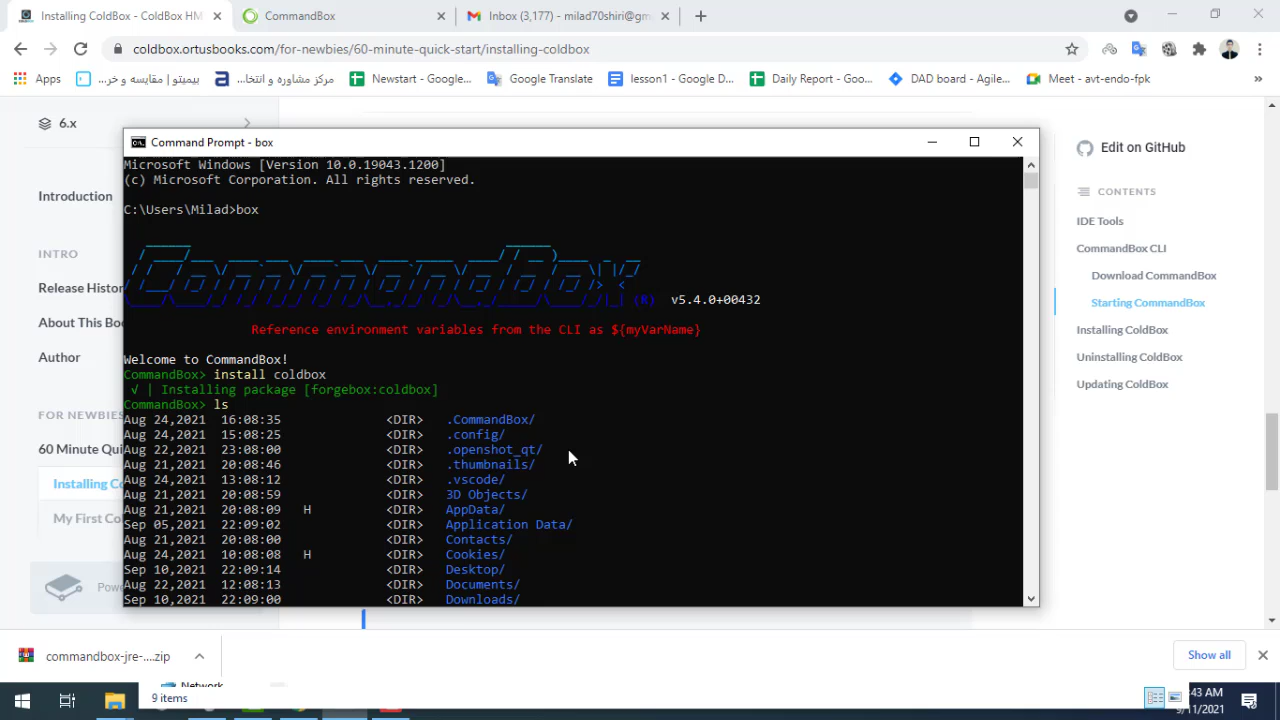 Installing ColdBox - ColdBox HM
CommandBox
Inbox (3,177) - milad70shiri@gm
coldbox.ortusbooks.com/for-newbies/60-minute-quick-start/installing-coldbox
Apps
بیمیتو | مقایسه و خر...
مرکز مشاوره و انتخا...
Newstart - Google...
Google Translate
lesson1 - Google D...
Daily Report - Goo...
DAD board - Agile...
Meet - avt-endo-fpk
»
6.x
Introduction
INTRO
Release Histor
About This Bo
Author
FOR NEWBIES
60 Minute Qui
Installing Co
My First Co
Pow
Command Prompt - box
Microsoft Windows [Version 10.0.19043.1200]
(c) Microsoft Corporation. All rights reserved.
C:\Users\Milad>box
CommandBox (R) v5.4.0+00432
Reference environment variables from the CLI as ${myVarName}
Welcome to CommandBox!
CommandBox> install coldbox
√ | Installing package [forgebox:coldbox]
CommandBox> ls
Aug 24,2021 16:08:35 <DIR> .CommandBox/
Aug 24,2021 15:08:25 <DIR> .config/
Aug 22,2021 23:08:00 <DIR> .openshot_qt/
Aug 21,2021 20:08:46 <DIR> .thumbnails/
Aug 24,2021 13:08:12 <DIR> .vscode/
Aug 21,2021 20:08:59 <DIR> 3D Objects/
Aug 21,2021 20:08:09 H <DIR> AppData/
Sep 05,2021 22:09:02 <DIR> Application Data/
Aug 21,2021 20:08:00 <DIR> Contacts/
Aug 24,2021 10:08:08 H <DIR> Cookies/
Sep 10,2021 22:09:14 <DIR> Desktop/
Aug 22,2021 12:08:13 <DIR> Documents/
Sep 10,2021 22:09:00 <DIR> Downloads/
Edit on GitHub
CONTENTS
IDE Tools
CommandBox CLI
Download CommandBox
Starting CommandBox
Installing ColdBox
Uninstalling ColdBox
Updating ColdBox
commandbox-jre-....zip
Show all
Network
9 items
:43 AM
9/11/2021